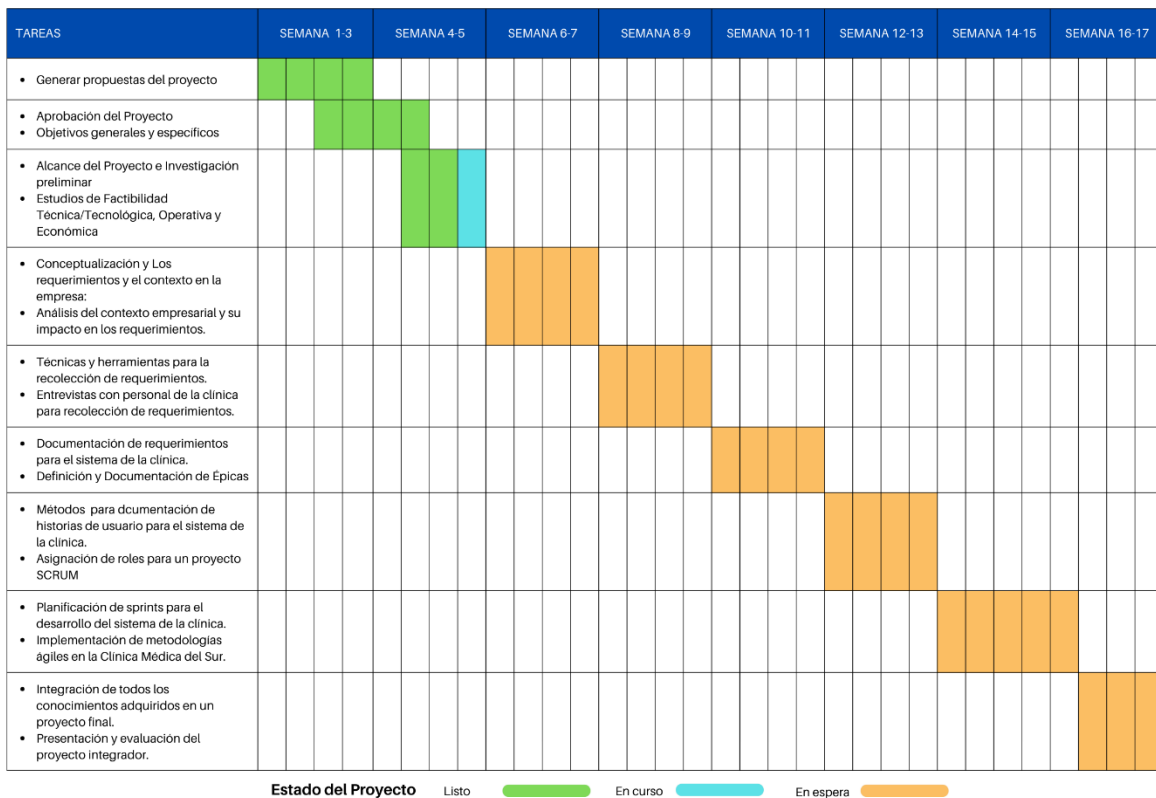 TAREAS SEMANA 1-3 SEMANA 4-5 SEMANA 6-7 SEMANA 8-9 SEMANA 10-11 SEMANA 12-13 SEMANA 14-15 SEMANA 16-17
• Generar propuestas del proyecto
• Aprobación del Proyecto
• Objetivos generales y específicos
• Alcance del Proyecto e Investigación
preliminar
• Estudios de Factibilidad
Técnica/Tecnológica, Operativa y
Económica
• Conceptualización y Los
requerimientos y el contexto en la
empresa:
• Análisis del contexto empresarial y su
impacto en los requerimientos.
• Técnicas y herramientas para la
recolección de requerimientos.
• Entrevistas con personal de la clínica
para recolección de requerimientos.
• Documentación de requerimientos
para el sistema de la clínica.
• Definición y Documentación de Épicas
• Métodos para dcumentación de
historias de usuario para el sistema de
la clínica.
• Asignación de roles para un proyecto
SCRUM
• Planificación de sprints para el
desarrollo del sistema de la clínica.
• Implementación de metodologías
ágiles en la Clínica Médica del Sur.
• Integración de todos los
conocimientos adquiridos en un
proyecto final.
• Presentación y evaluación del
proyecto integrador.
Estado del Proyecto Listo En curso En espera